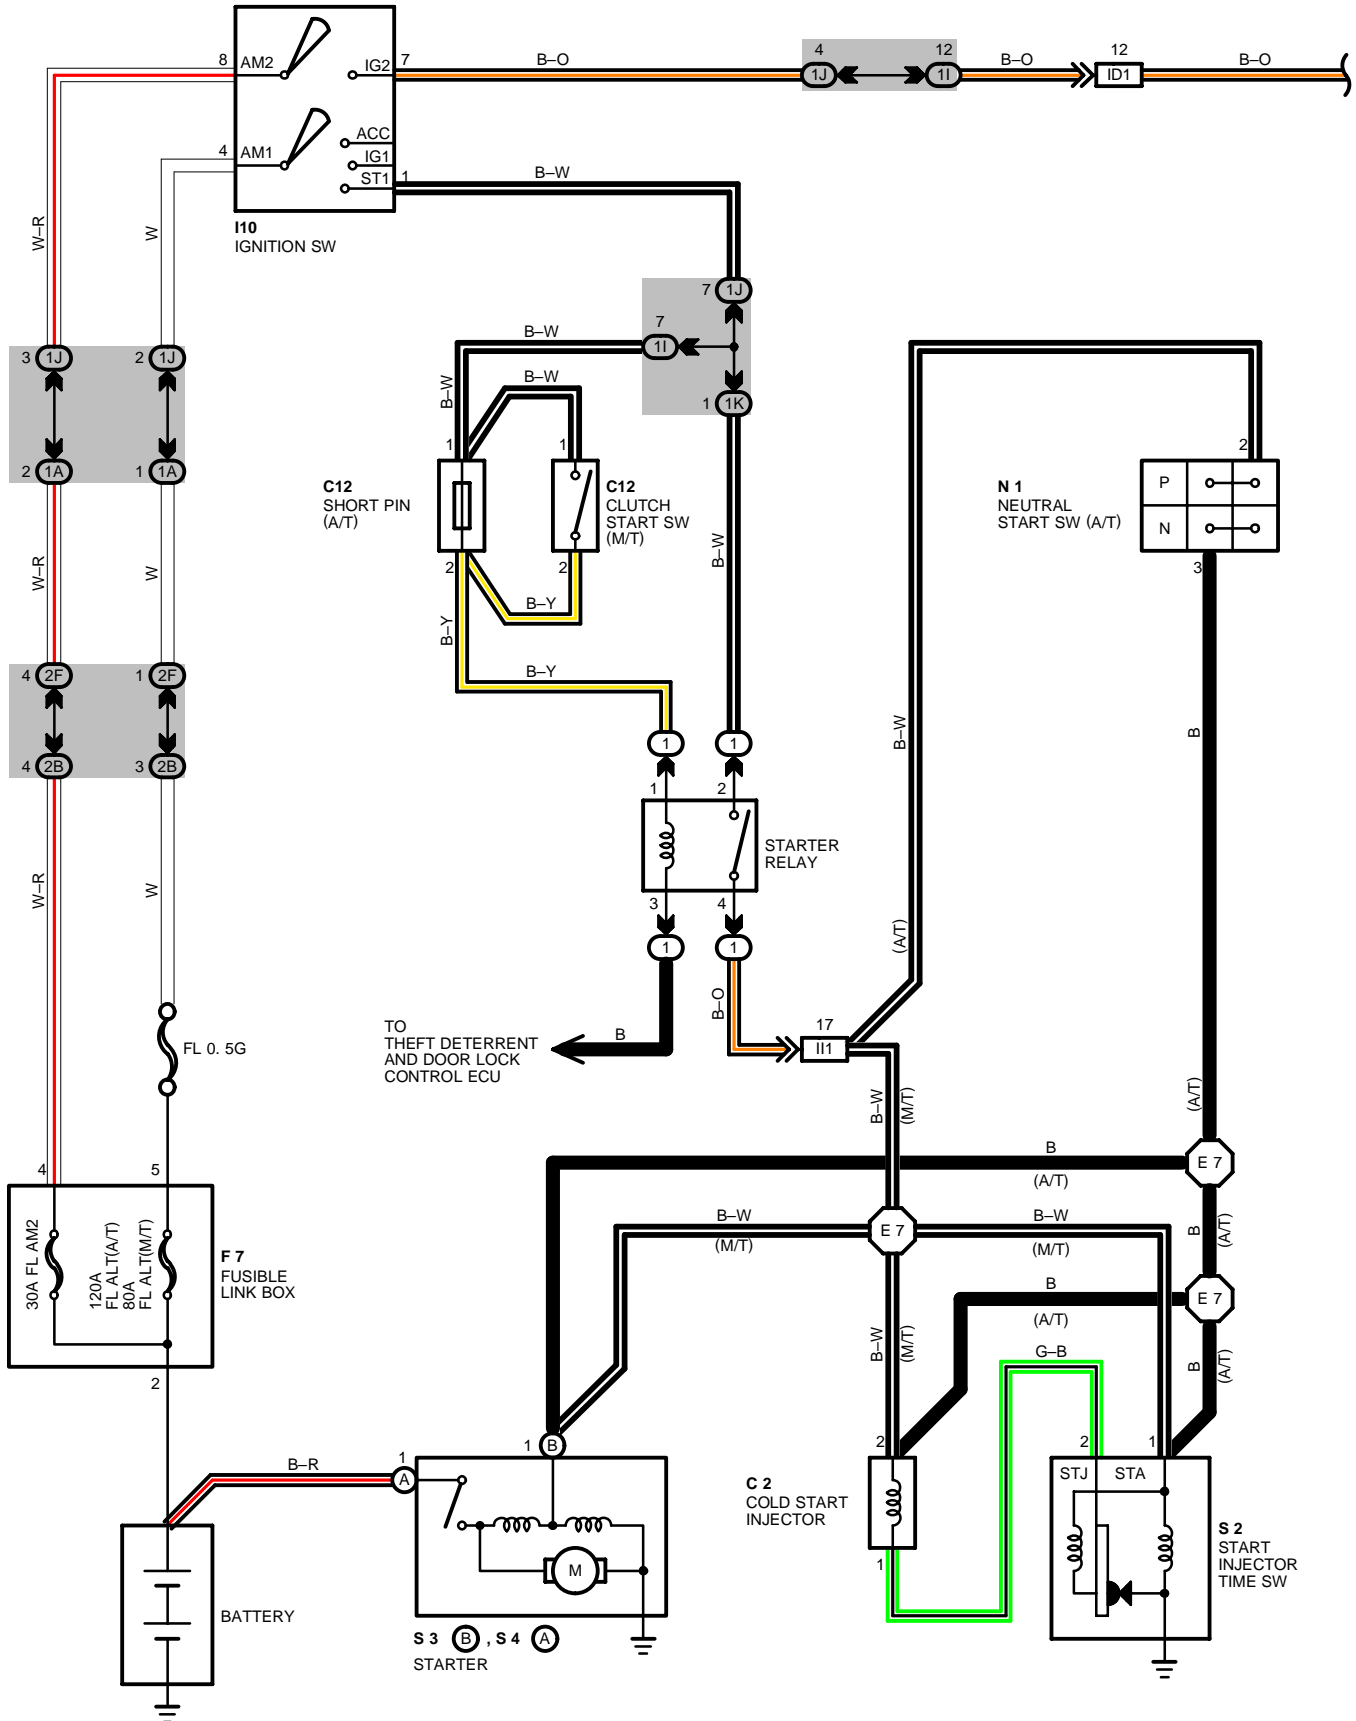 8 AM2 IG2 7 B–O 4 1J 12 1I B–O 12 ID1 B–O
4 AM1 ACC
IG1
ST1 1 B–W
I10
IGNITION SW
W–R W
7 1J
7 1I
B–W
B–W
B–W
1 1K
3 1J 2 1J
2 1A 1 1A
1 1 2
C12
SHORT PIN
(A/T)
C12
CLUTCH
START SW
(M/T)
N 1
NEUTRAL
START SW (A/T)
P
N
2 2 3
B–W
W–R W
B–Y
B–Y
B–Y
4 2F 1 2F
4 2B 3 2B
B–W
B
1 1
1 2
STARTER
RELAY
W–R W
3 4
(A/T)
1 1
B–O
TO
THEFT DETERRENT
AND DOOR LOCK
CONTROL ECU
B
17
II1
FL 0. 5G
B–W (M/T)
(A/T)
B
E 7
(A/T)
4 5
30A FL AM2
120A
FL ALT(A/T)
80A
FL ALT(M/T)
F 7
FUSIBLE
LINK BOX
2
B–W
(M/T)
E 7
B–W
(M/T)
B (A/T)
B
E 7
(A/T)
B–W (M/T)
G–B
B (A/T)
B–R
1 A
1 B
M
S 3 B , S 4 A
STARTER
BATTERY
2
C 2
COLD START
INJECTOR
1
2 1
STJ STA
S 2
START
INJECTOR
TIME SW